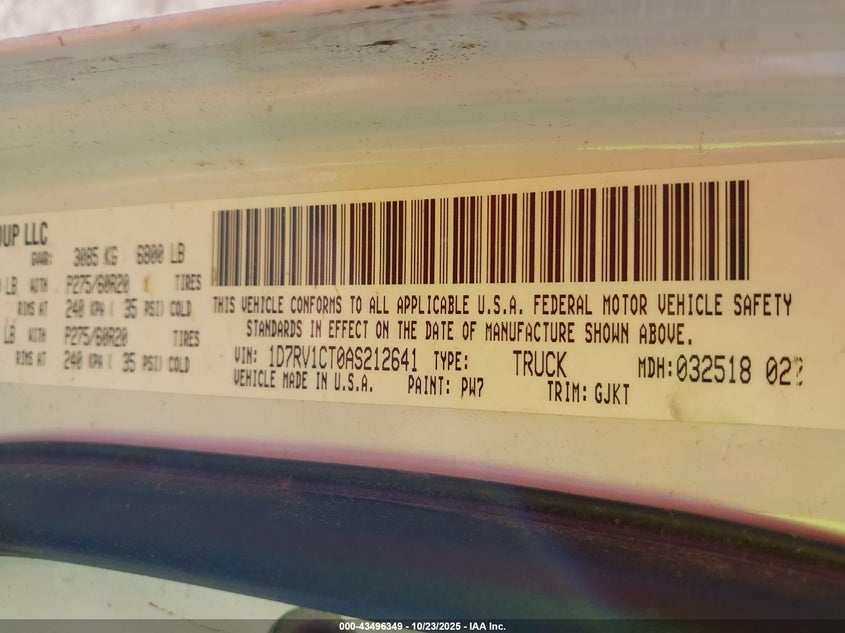 OUP LLC
GVWR: 3085 KG 6800 LB
LB WITH P275/60R20 TIRES
RIMS AT 240 KPA ( 35 PSI) COLD
LB WITH P275/60R20 TIRES
RIMS AT 240 KPA ( 35 PSI) COLD
THIS VEHICLE CONFORMS TO ALL APPLICABLE U.S.A. FEDERAL MOTOR VEHICLE SAFETY
STANDARDS IN EFFECT ON THE DATE OF MANUFACTURE SHOWN ABOVE.
VIN: 1D7RV1CT0AS212641 TYPE: TRUCK MDH: 032518
VEHICLE MADE IN U.S.A. PAINT: PW7 TRIM: GJKT
000-43496349 - 10/23/2025 - IAA Inc.